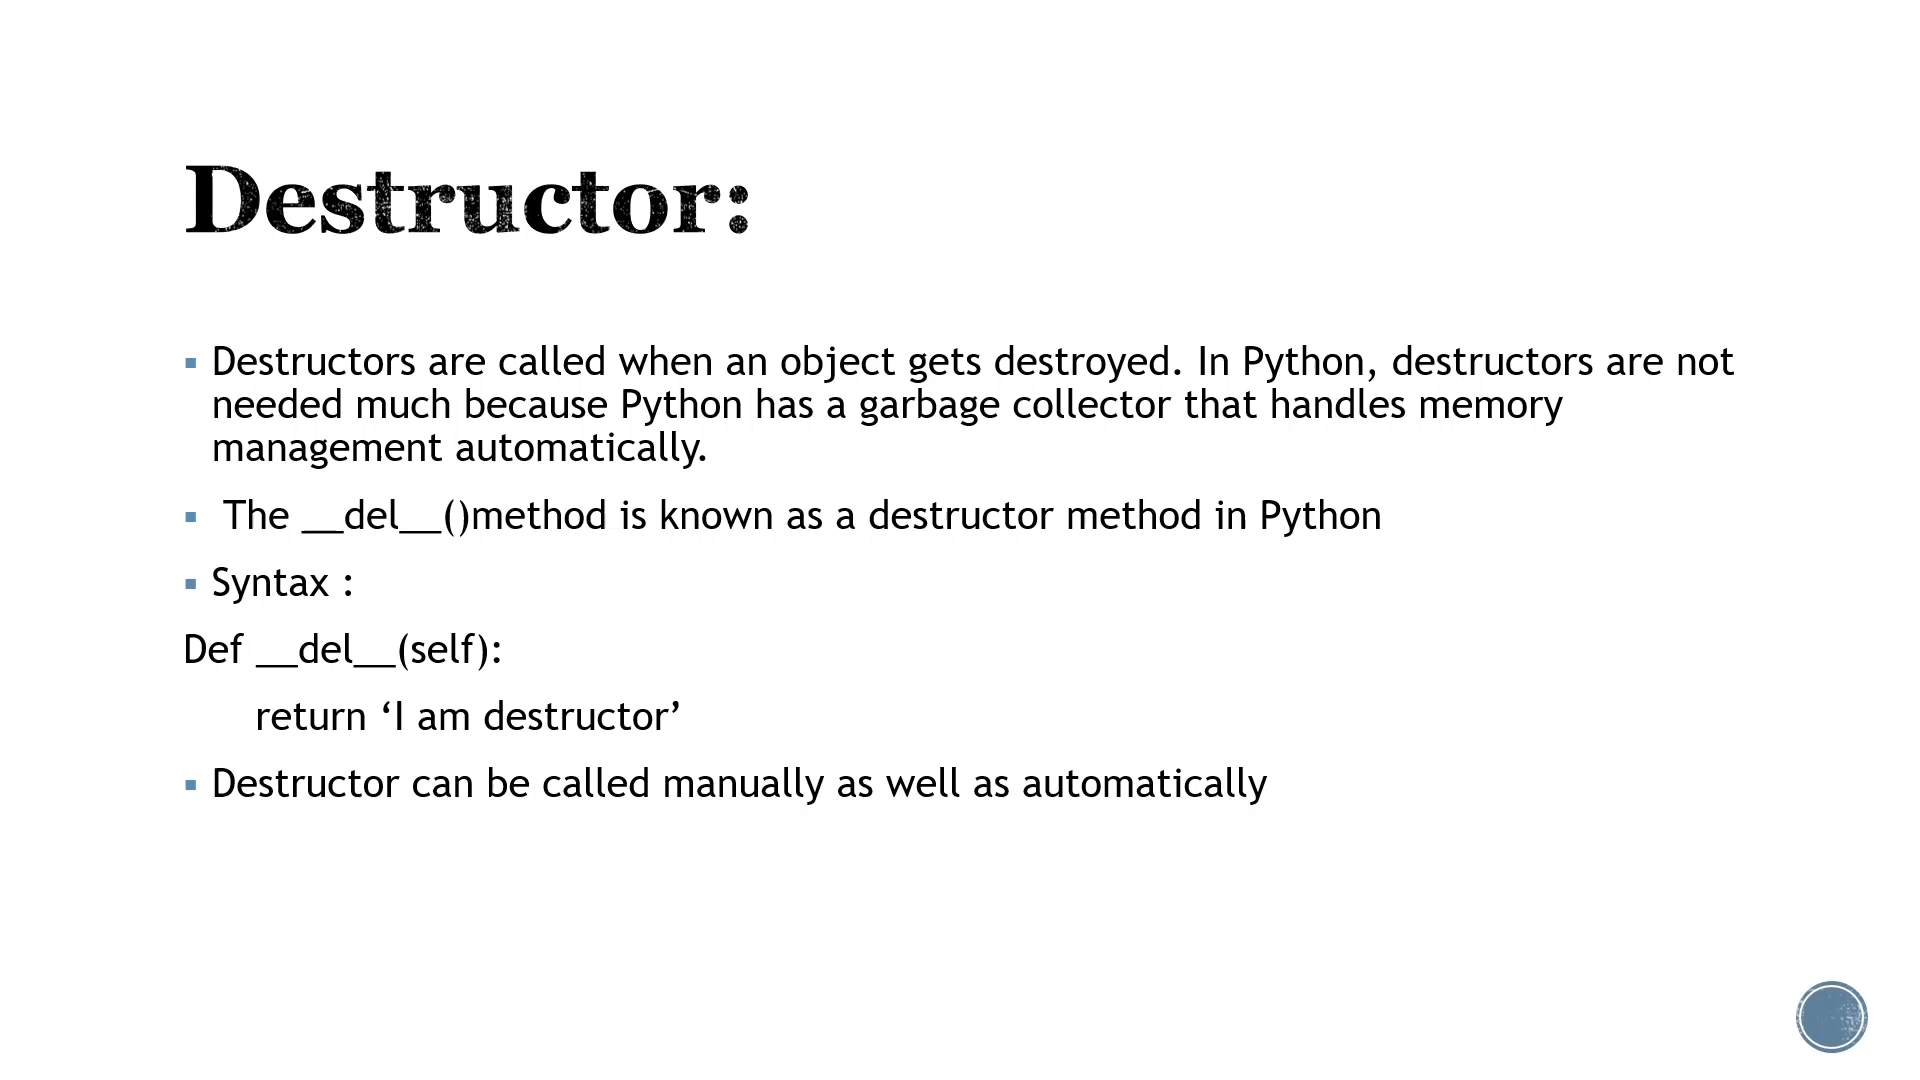 Destructor:
Destructors are called when an object gets destroyed. In Python, destructors are not
needed much because Python has a garbage collector that handles memory
management automatically.
The __del__()method is known as a destructor method in Python
Syntax :
Def __del__(self):
return ‘I am destructor’
Destructor can be called manually as well as automatically